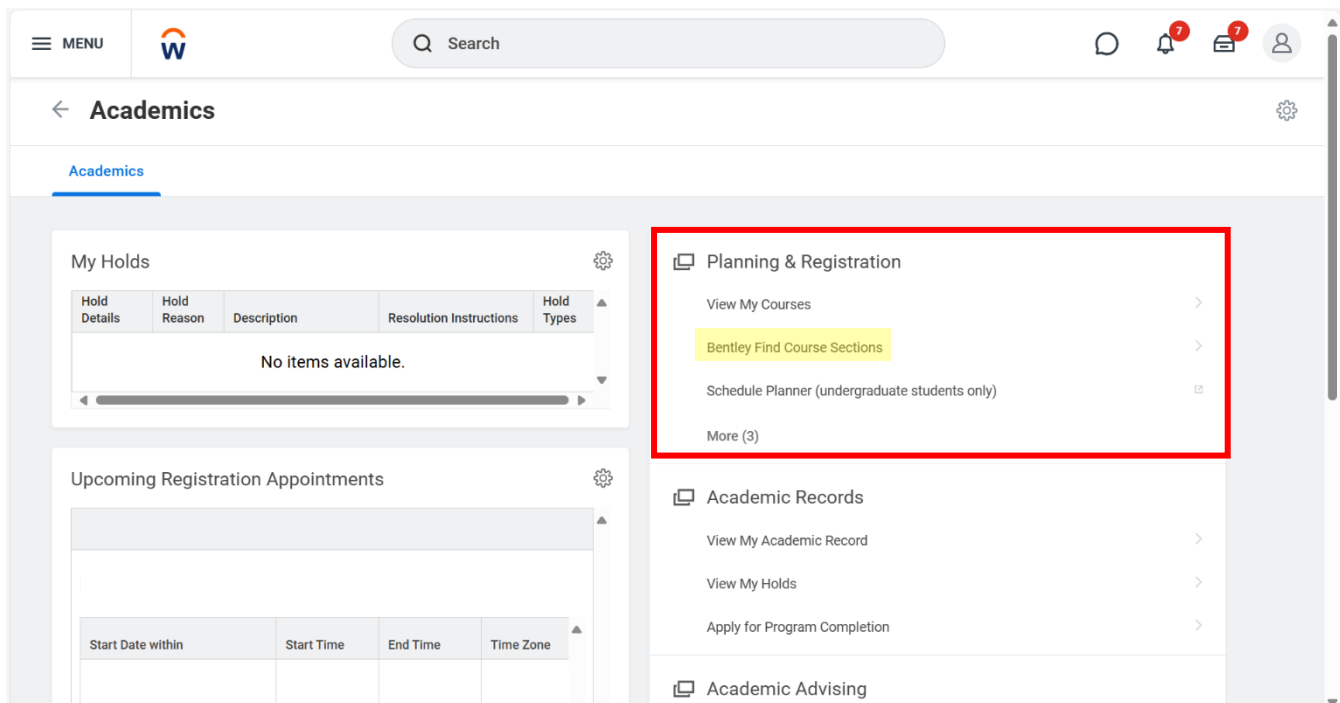 MENU
W
Search
7
7
Academics
Academics
My Holds
Hold Details
Hold Reason
Description
Resolution Instructions
Hold Types
No items available.
Upcoming Registration Appointments
Start Date within
Start Time
End Time
Time Zone
Planning & Registration
View My Courses
Bentley Find Course Sections
Schedule Planner (undergraduate students only)
More (3)
Academic Records
View My Academic Record
View My Holds
Apply for Program Completion
Academic Advising